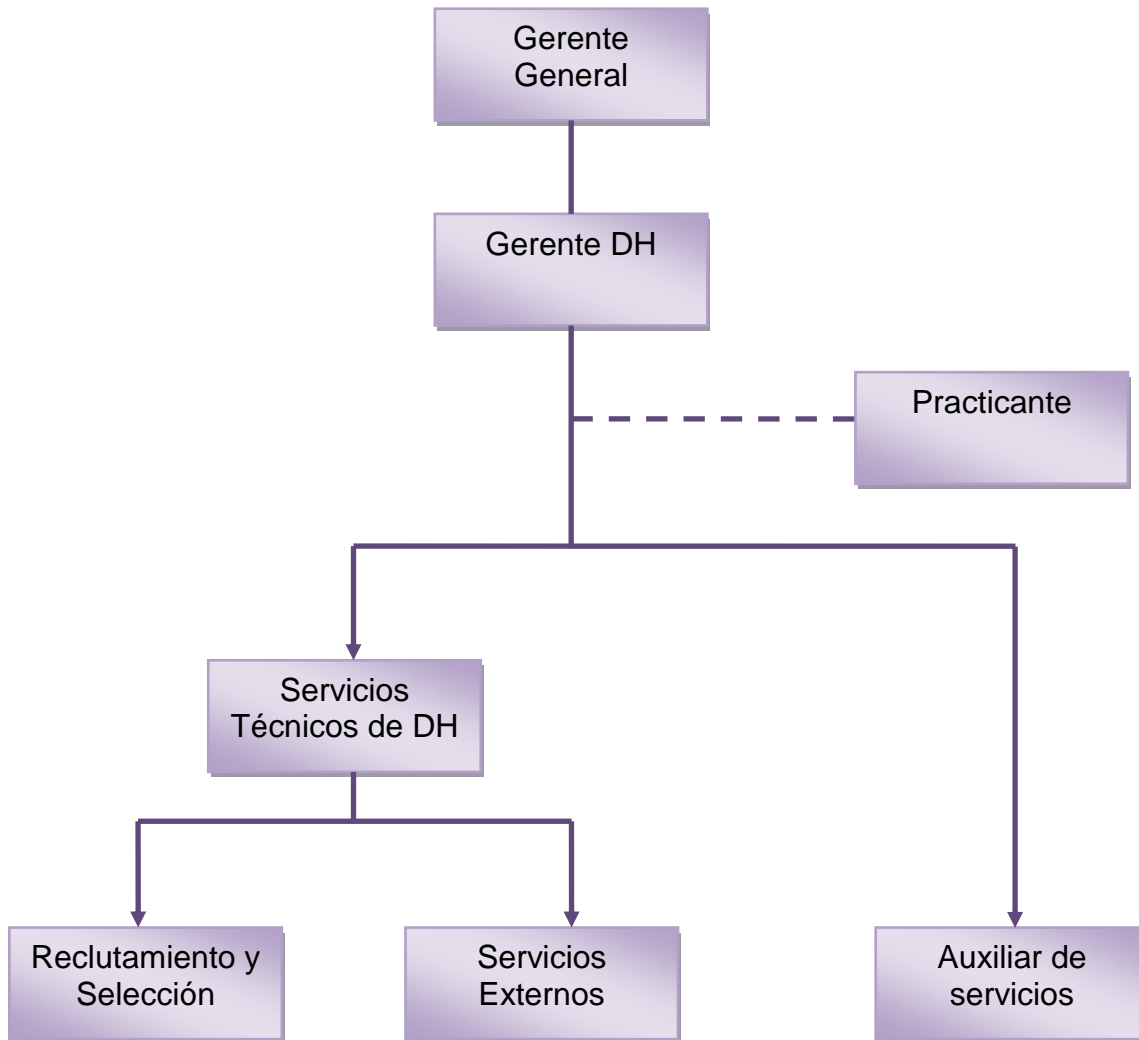 Gerente
General
Gerente DH
Practicante
Servicios
Técnicos de DH
Reclutamiento y
Selección
Servicios
Externos
Auxiliar de
servicios